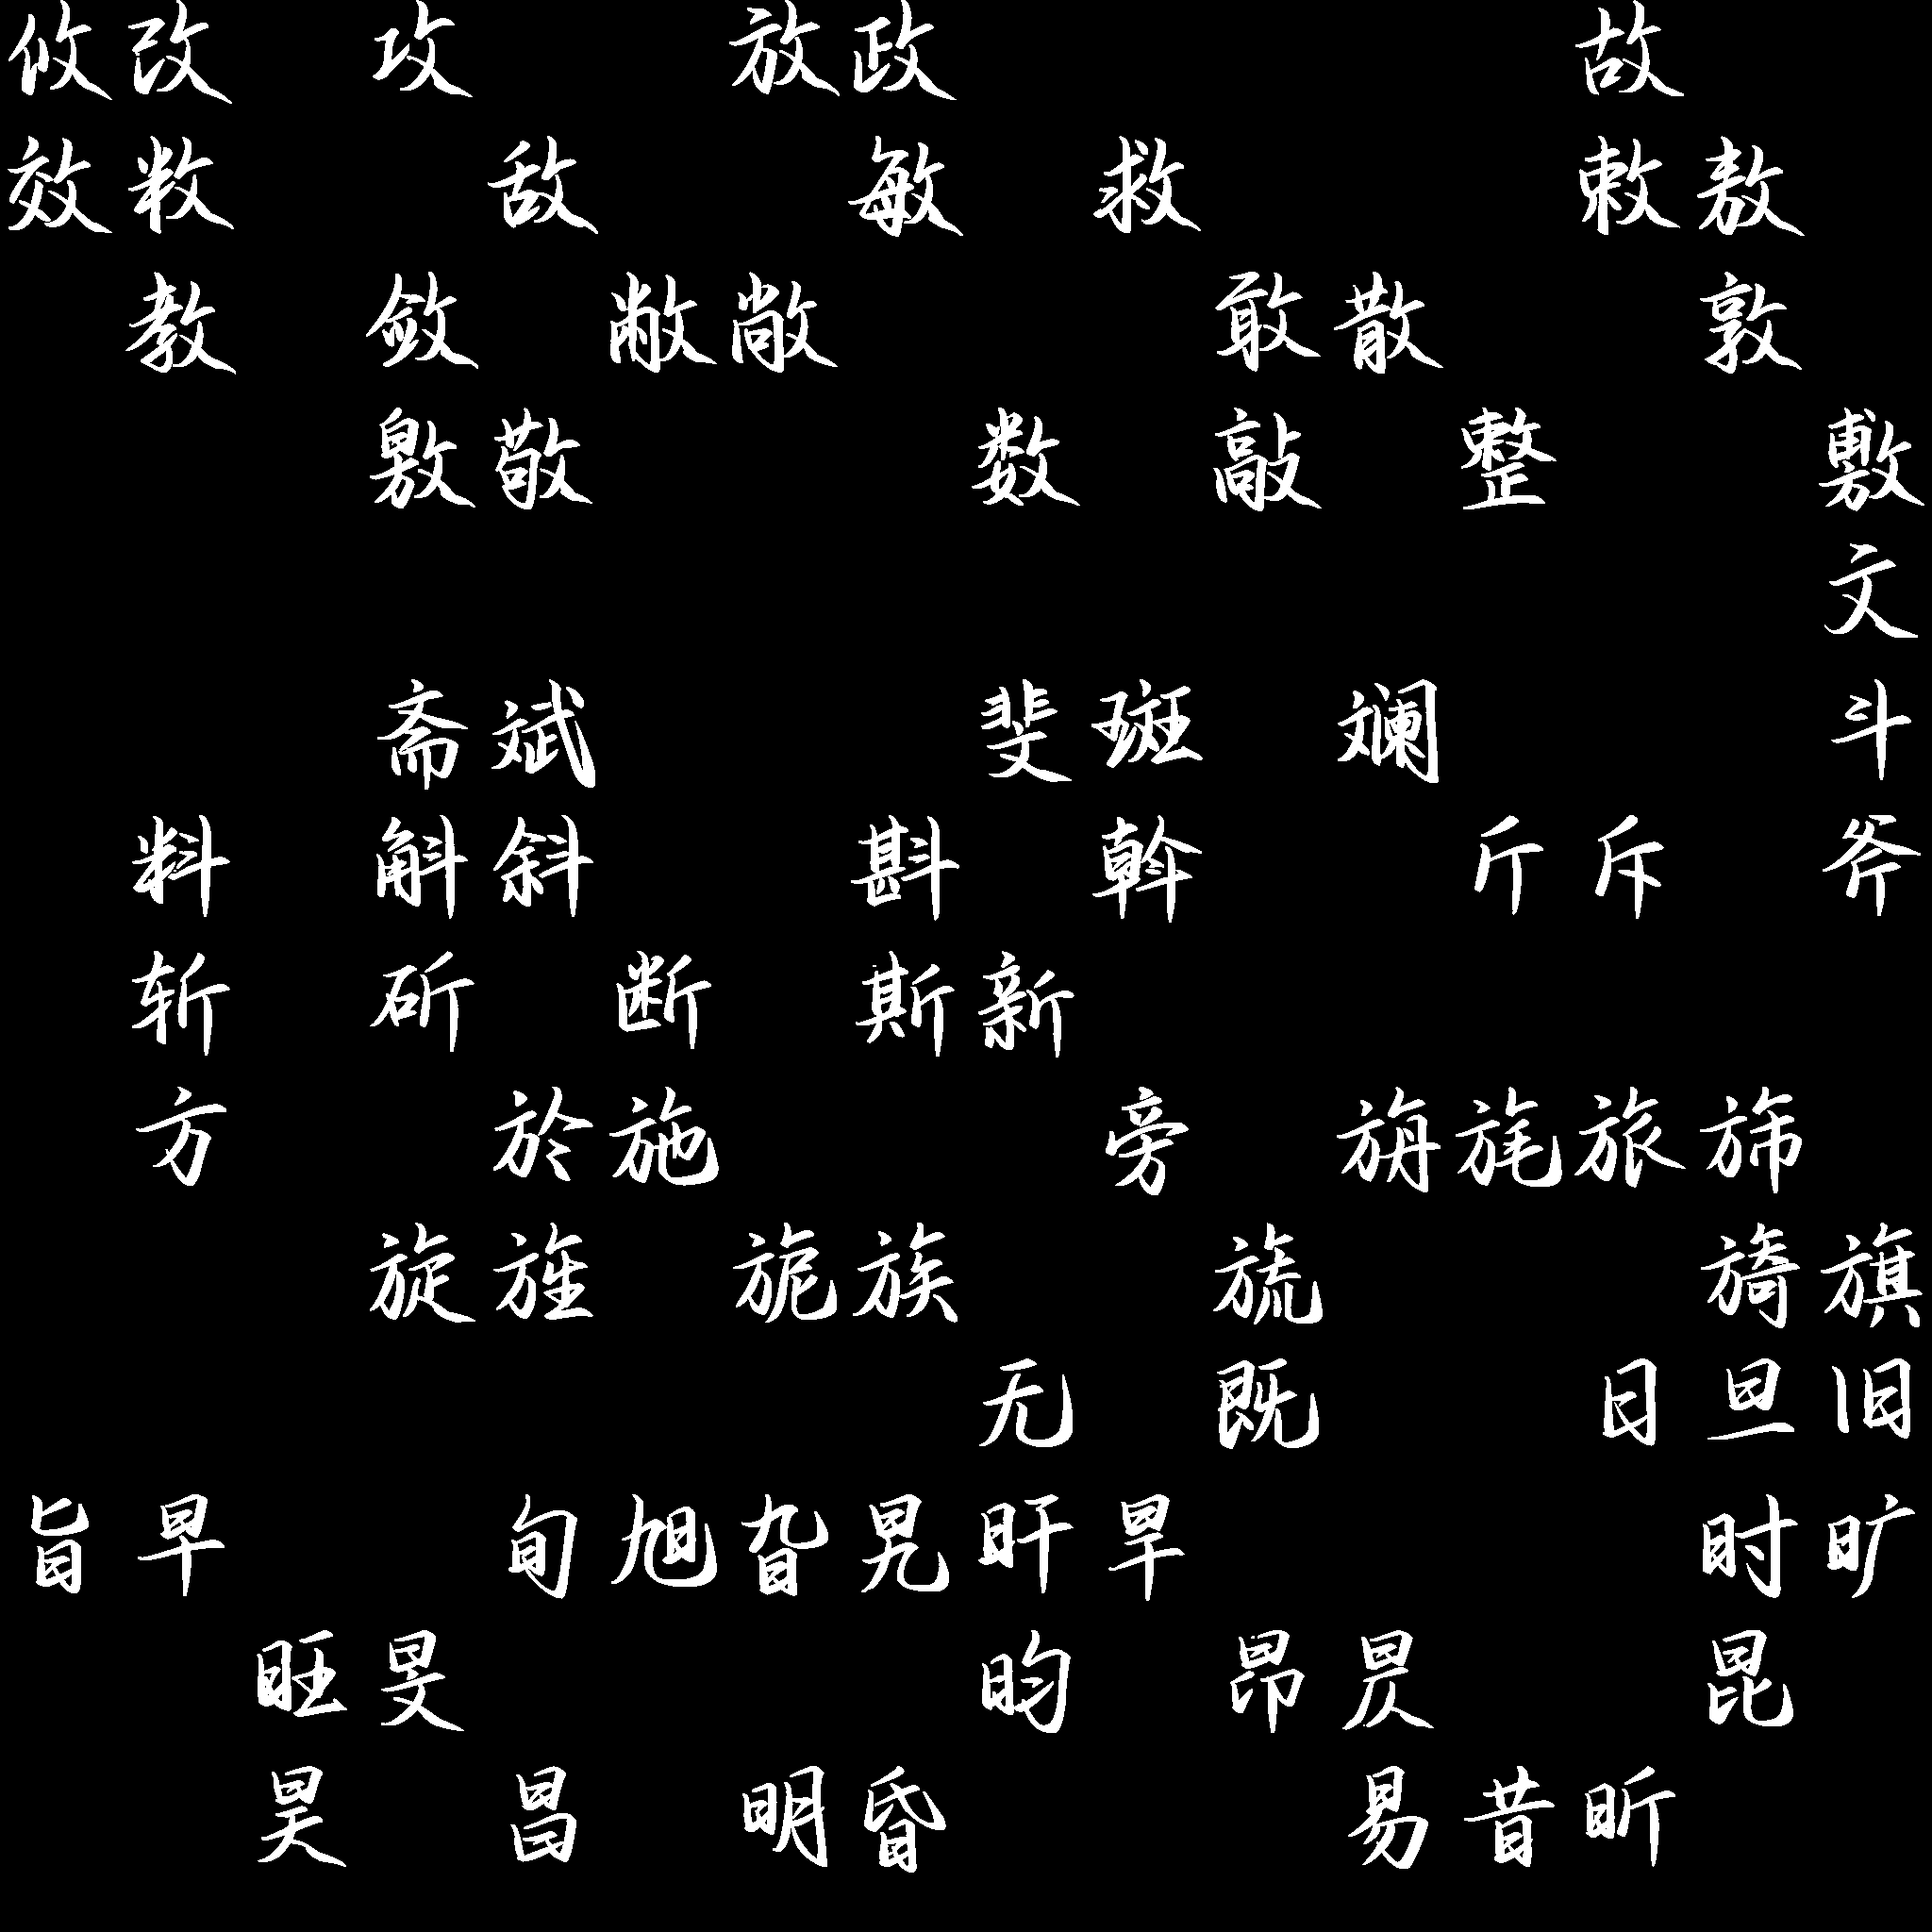 攸改 攻 放政 故
效敉 敌 敏 救 敕敖
教 敛 敝敞 敢散 敦
敫敬 数 敲 整 敷
文
斋斌 斐班 斓 斗
料 斛斜 斟 斡 斤斥 斧
斩 斫 断 斯新
方 於施 旁 旃旄旅旆
旋旌 旎族 旒 旖旗
无 既 日旦旧
旨早 旬旭旮晃旰旱 时旷
旺旻 昀 昂昃 昆
昊 昌 明昏 易昔昕